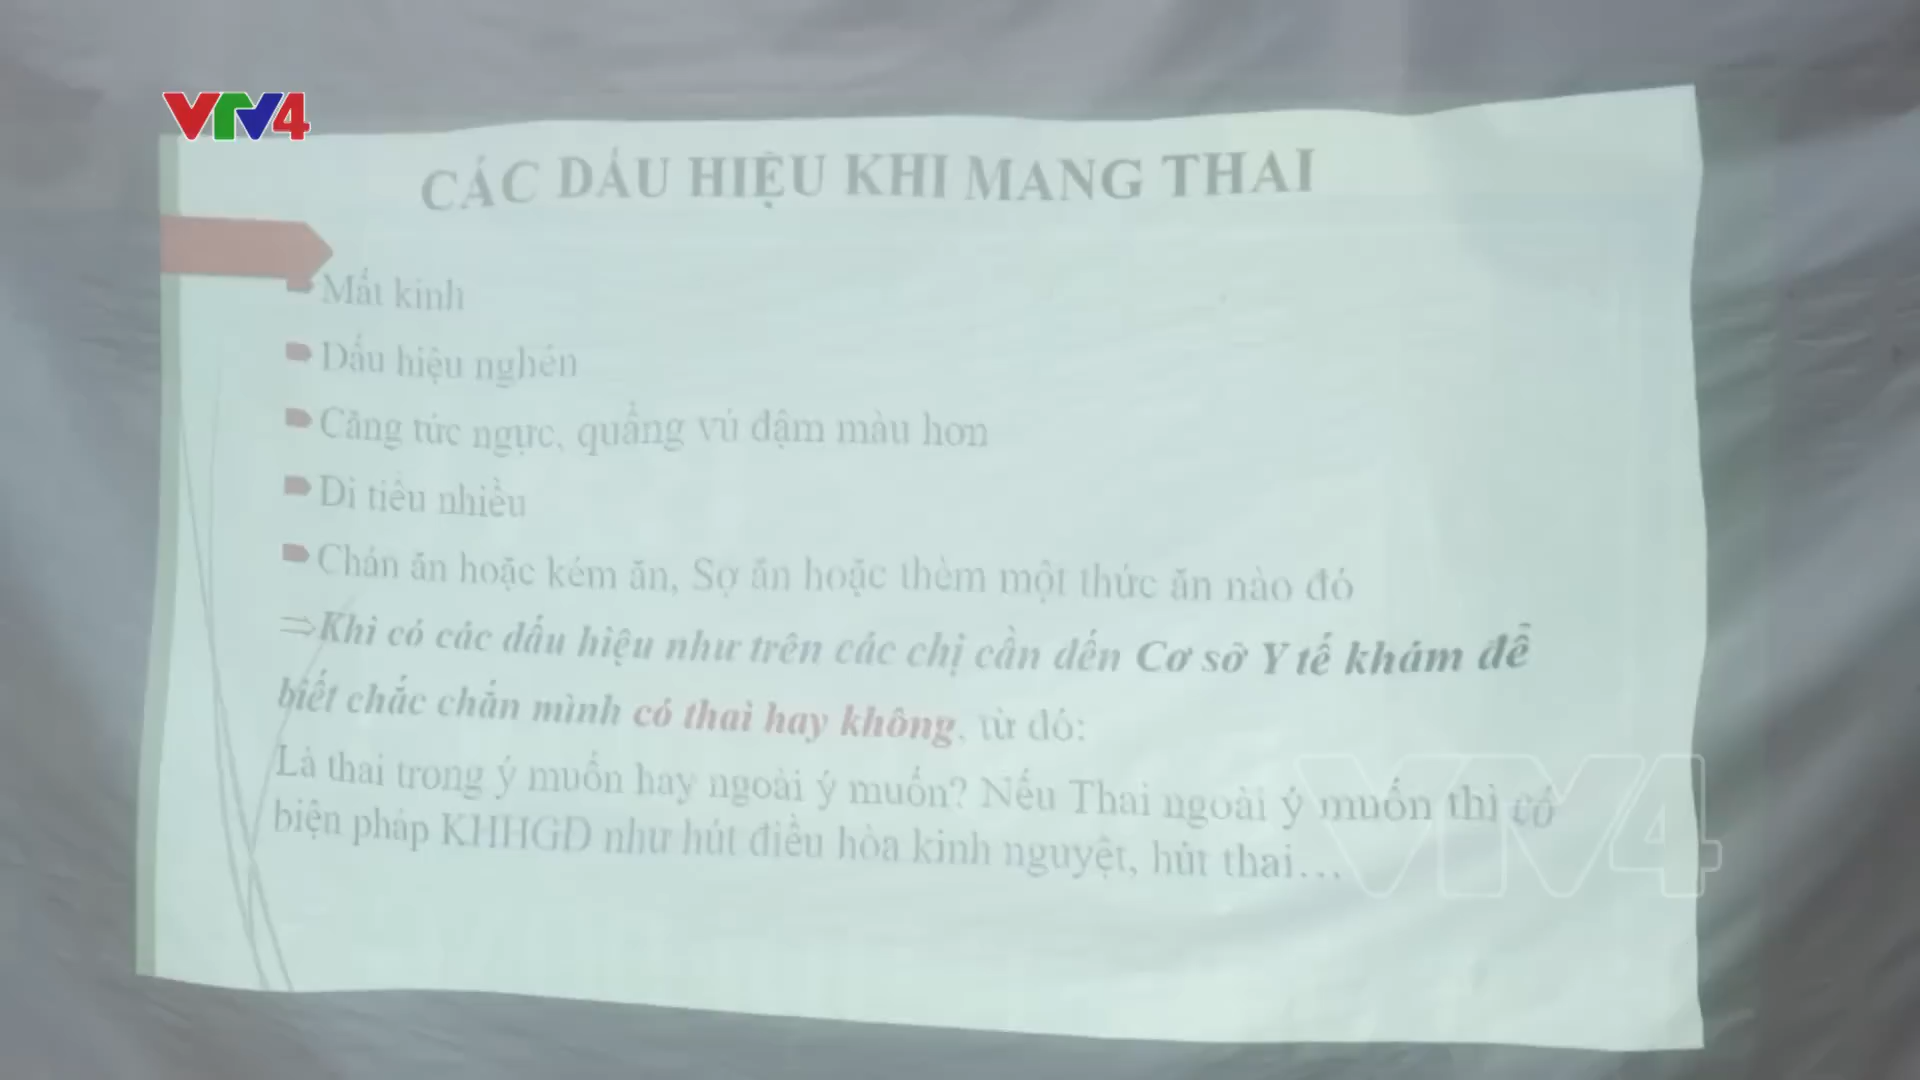 VTV4
CÁC DẤU HIỆU KHI MANG THAI
Mất kinh
Dấu hiệu nghén
Căng tức ngực, quầng vú đậm màu hơn
Đi tiểu nhiều
Chán ăn hoặc kém ăn, Sợ ăn hoặc thèm một thức ăn nào đó
⇒Khi có các dấu hiệu như trên các chị cần đến Cơ sở Y tế khám để
biết chắc chắn mình có thai hay không, từ đó:
Là thai trong ý muốn hay ngoài ý muốn? Nếu Thai ngoài ý muốn thì có
biện pháp KHHGĐ như hút điều hòa kinh nguyệt, hút thai...
VTV4